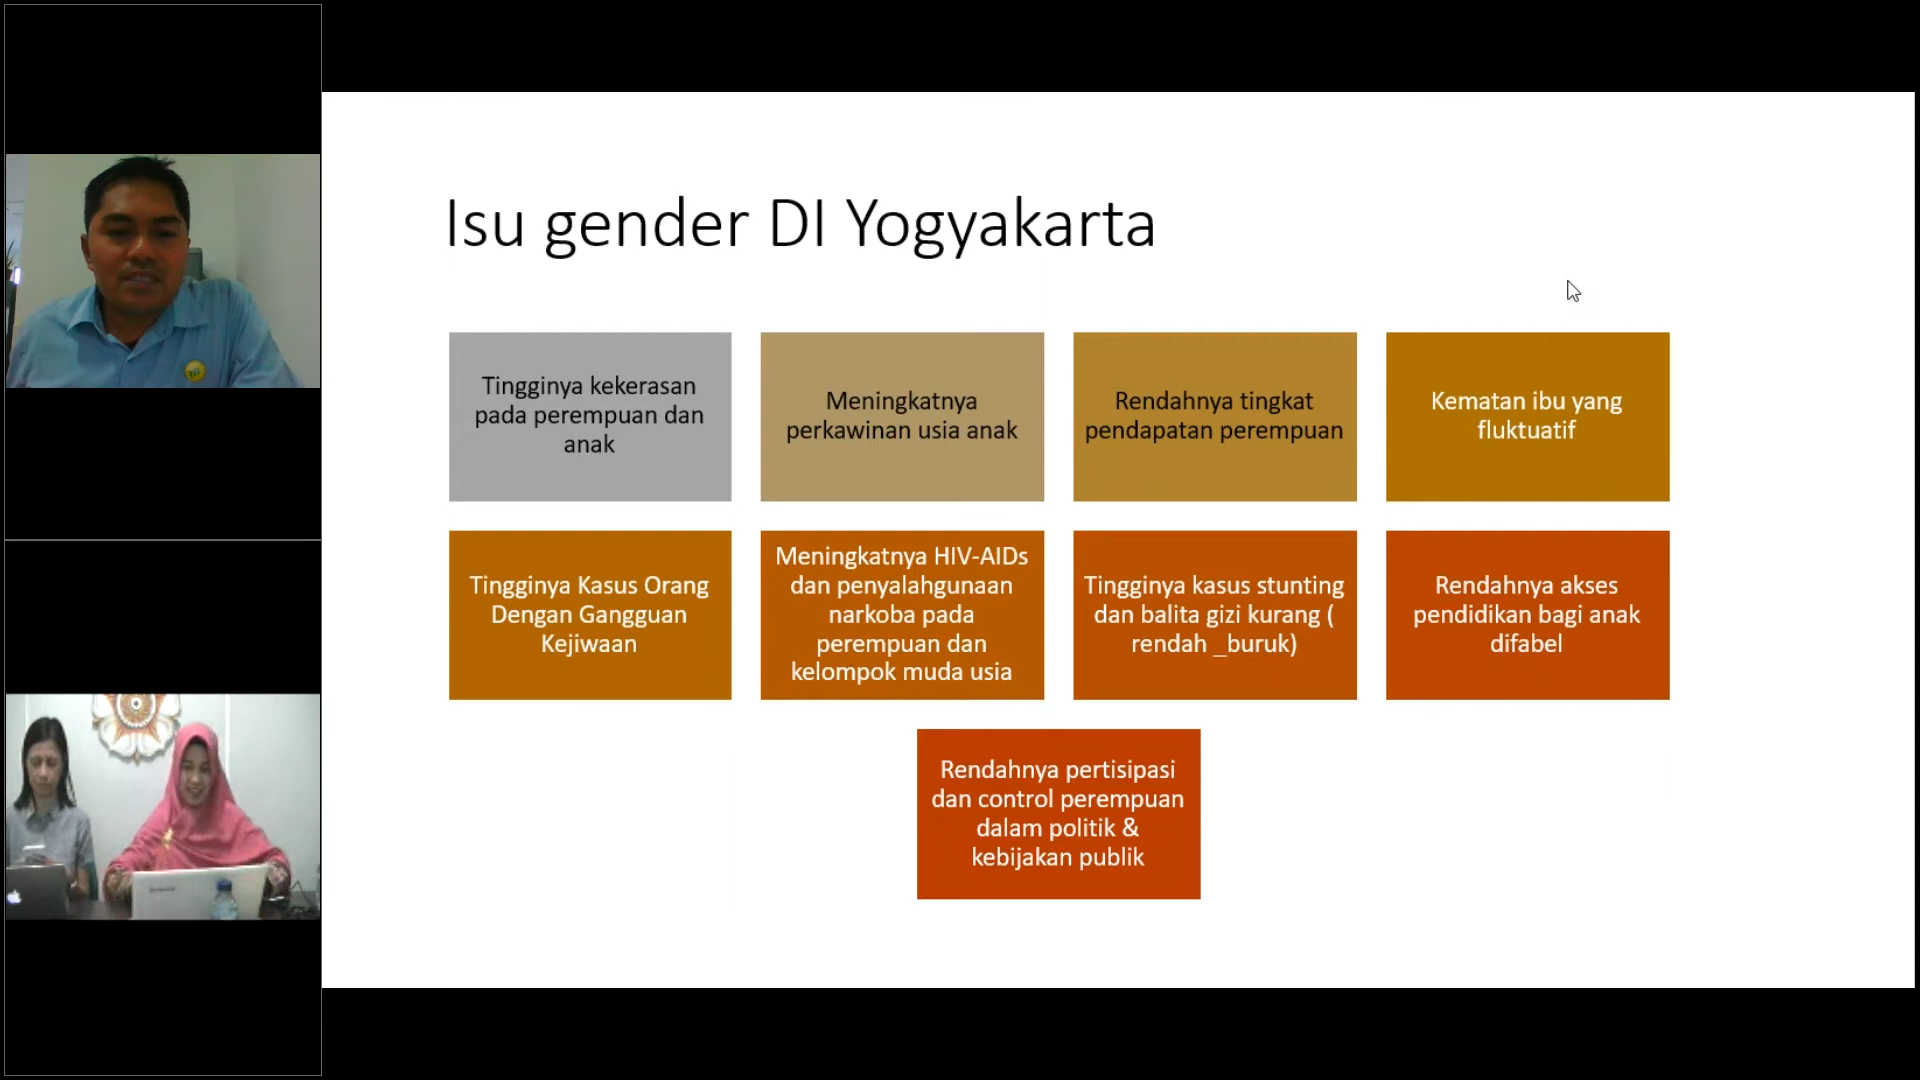 Isu gender DI Yogyakarta
Tingginya kekerasan
pada perempuan dan
anak
Meningkatnya
perkawinan usia anak
Rendahnya tingkat
pendapatan perempuan
Kematan ibu yang
fluktuatif
Tingginya Kasus Orang
Dengan Gangguan
Kejiwaan
Meningkatnya HIV-AIDs
dan penyalahgunaan
narkoba pada
perempuan dan
kelompok muda usia
Tingginya kasus stunting
dan balita gizi kurang (
rendah _buruk)
Rendahnya akses
pendidikan bagi anak
difabel
Rendahnya pertisipasi
dan control perempuan
dalam politik &
kebijakan publik